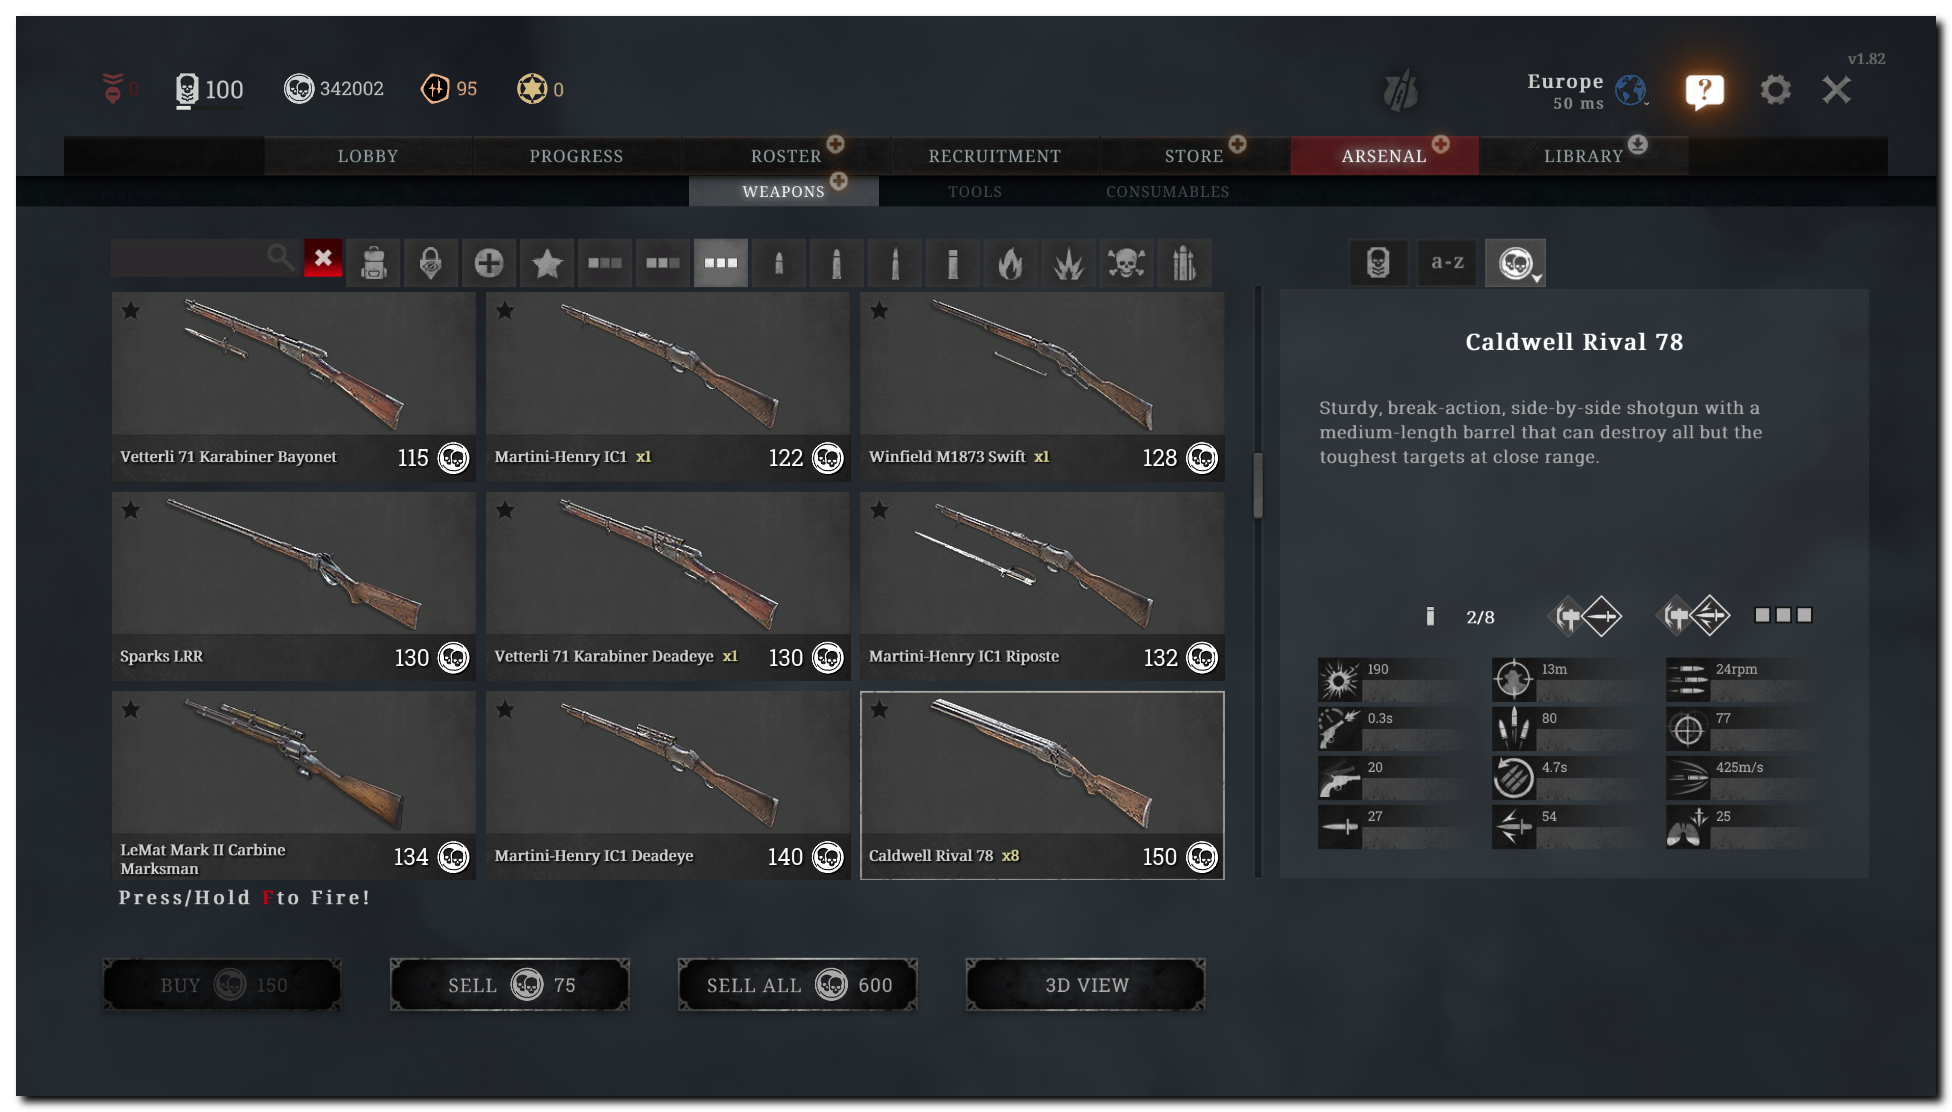 v1.82
0
100
342002
95
0
Europe
50 ms
?
LOBBY
PROGRESS
ROSTER
RECRUITMENT
STORE
ARSENAL
LIBRARY
WEAPONS
TOOLS
CONSUMABLES
a-z
Vetterli 71 Karabiner Bayonet 115
Martini-Henry IC1 x1 122
Winfield M1873 Swift x1 128
Sparks LRR 130
Vetterli 71 Karabiner Deadeye x1 130
Martini-Henry IC1 Riposte 132
LeMat Mark II Carbine
Marksman 134
Martini-Henry IC1 Deadeye 140
Caldwell Rival 78 x8 150
Press/Hold F to Fire!
BUY 150
SELL 75
SELL ALL 600
3D VIEW
Caldwell Rival 78
Sturdy, break-action, side-by-side shotgun with a
medium-length barrel that can destroy all but the
toughest targets at close range.
2/8
190
13m
24rpm
0.3s
80
77
20
4.7s
425m/s
27
54
25